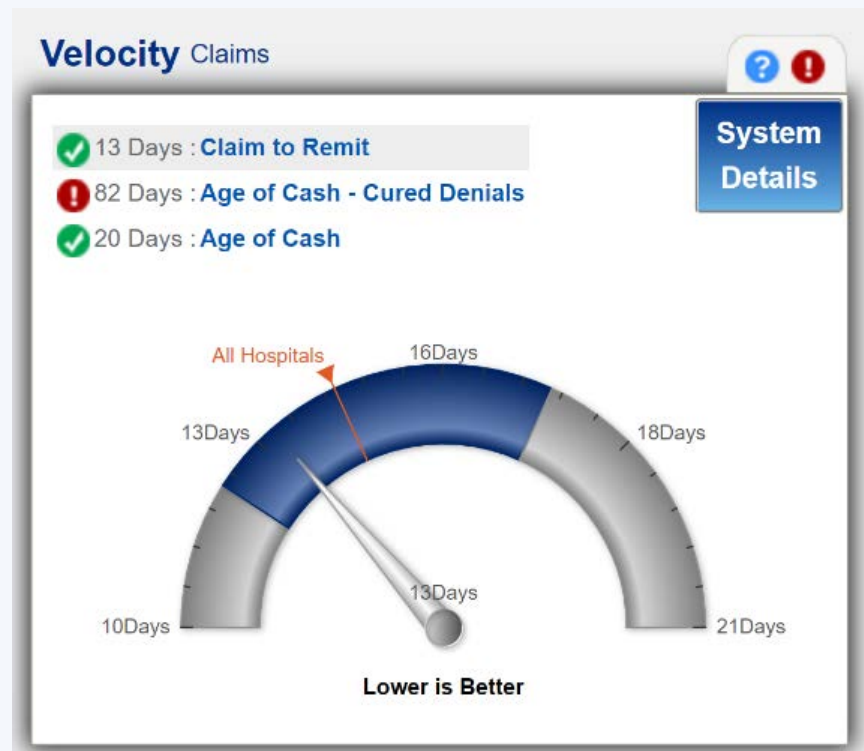 Velocity Claims
? !
System
Details
13 Days : Claim to Remit
! 82 Days : Age of Cash - Cured Denials
20 Days : Age of Cash
All Hospitals
16Days
13Days
18Days
13Days
10Days
21Days
Lower is Better